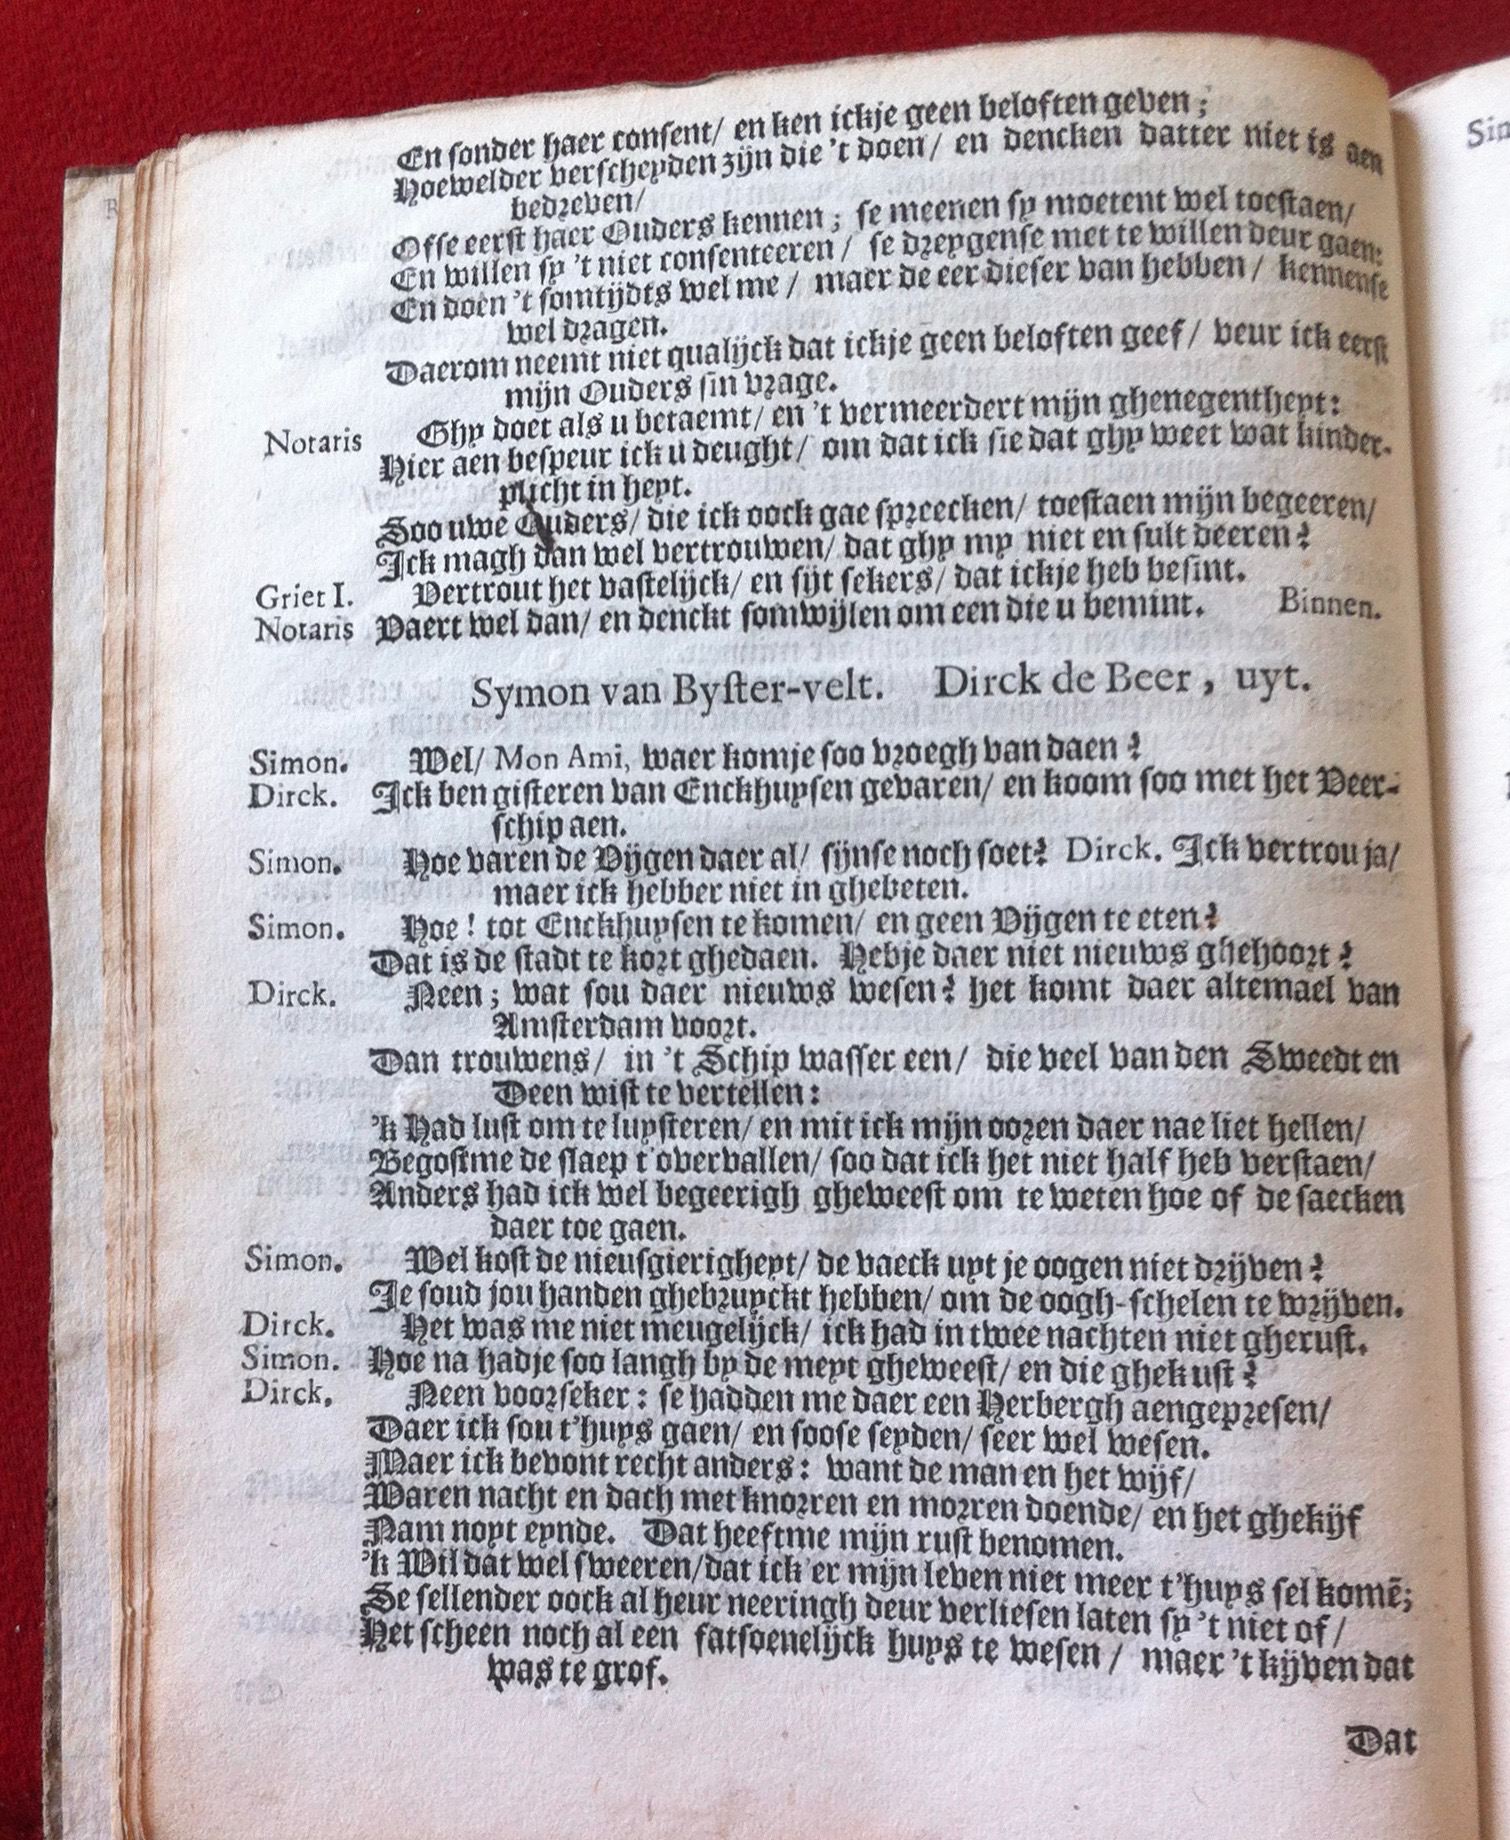 En sonder haer consent/ en ken ickje geen beloften geven;
Hoewelder verscheyden zijn die 't doen/ en dencken datter niet is aen
bedreven/
Ofse eerst haer Ouders kennen; se meenen sy moetent wel toestaen/
En willen sy 't niet consenteeren/ se dreygense met te willen deur gaen:
En doen 't somtijdts wel me/ maer de eer dieser van hebben/ kennense
wel dragen.
Daerom neemt niet qualijck dat ickje geen beloften geef/ veur ick eerst
mijn Ouders sin vrage.
Notaris Ghy doet als u betaemt/ en 't vermeerdert mijn ghenegentheyt:
Hier aen bespeur ick u deught/ om dat ick sie dat ghy weet wat kinder-
plicht in heyt.
Soo uwe Ouders/ die ick oock gae spreecken/ toestaen mijn begeeren/
Ick magh dan wel vertrouwen/ dat ghy my niet en sult deeren?
Griet I. Vertrout het vastelijck/ en sijt sekers/ dat ickje heb besint.
Notaris Vaert wel dan/ en denckt somwijlen om een die u bemint. Binnen.
Symon van Byster-velt. Dirck de Beer, uyt.
Simon. Wel/ Mon Ami, waer komje soo vroegh van daen?
Dirck. Ick ben gisteren van Enckhuysen gevaren/ en koom soo met het Veer-
schip aen.
Simon. Hoe varen de Vijgen daer al/ sijnse noch soet? Dirck. Ick vertrou ja/
maer ick hebber niet in ghebeten.
Simon. Hoe! tot Enckhuysen te komen/ en geen Vijgen te eten?
Dat is de stadt te kort ghedaen. Hebje daer niet nieuws ghehoort?
Dirck. Neen; wat sou daer nieuws wesen? het komt daer altemael van
Amsterdam voort.
Dan trouwens/ in 't Schip wasser een/ die veel van den Sweedt en
Deen wist te vertellen:
'k Had lust om te luysteren/ en mit ick mijn ooren daer nae liet hellen/
Begostme de slaep t'overvallen/ soo dat ick het niet half heb verstaen/
Anders had ick wel begeerigh gheweest om te weten hoe of de saecken
daer toe gaen.
Simon. Wel kost de nieusgierigheyt/ de vaeck uyt je oogen niet drijven?
Je soud jou handen ghebruyckt hebben/ om de oogh-schelen te wrijven.
Dirck. Het was me niet meugelijck/ ick had in twee nachten niet gherust.
Simon. Hoe na hadje soo langh by de meyt gheweest/ en die ghekust?
Dirck. Neen voorseker: se hadden me daer een Herbergh aengepresen/
Daer ick sou t'huys gaen/ en soose seyden/ seer wel wesen.
Maer ick bevont recht anders: want de man en het wijf/
Waren nacht en dach met knorren en morren doende/ en het ghekijf
Nam noyt eynde. Dat heeftme mijn rust benomen.
'k Wil dat wel sweeren/dat ick er mijn leven niet meer t'huys sel komē;
Se sellender oock al heur neeringh deur verliesen laten sy 't niet of/
Het scheen noch al een fatsoenelijck huys te wesen/ maer 't kijven dat
was te grof.
Dat